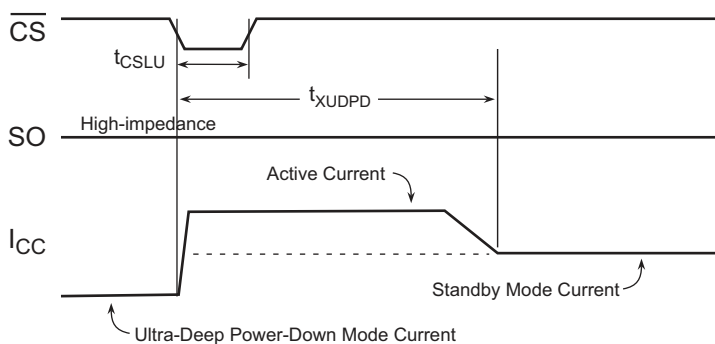 CS
tCSLU
tXUDPD
High-impedance
SO
Active Current
ICC
Standby Mode Current
Ultra-Deep Power-Down Mode Current